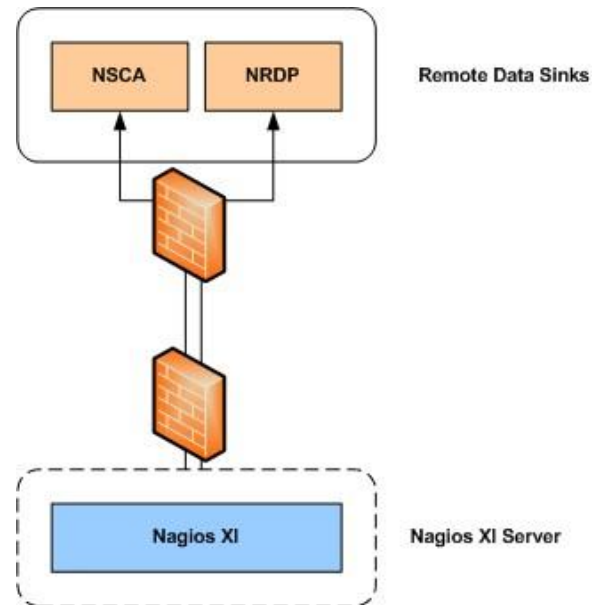 NSCA
NRDP
Remote Data Sinks
Nagios XI
Nagios XI Server